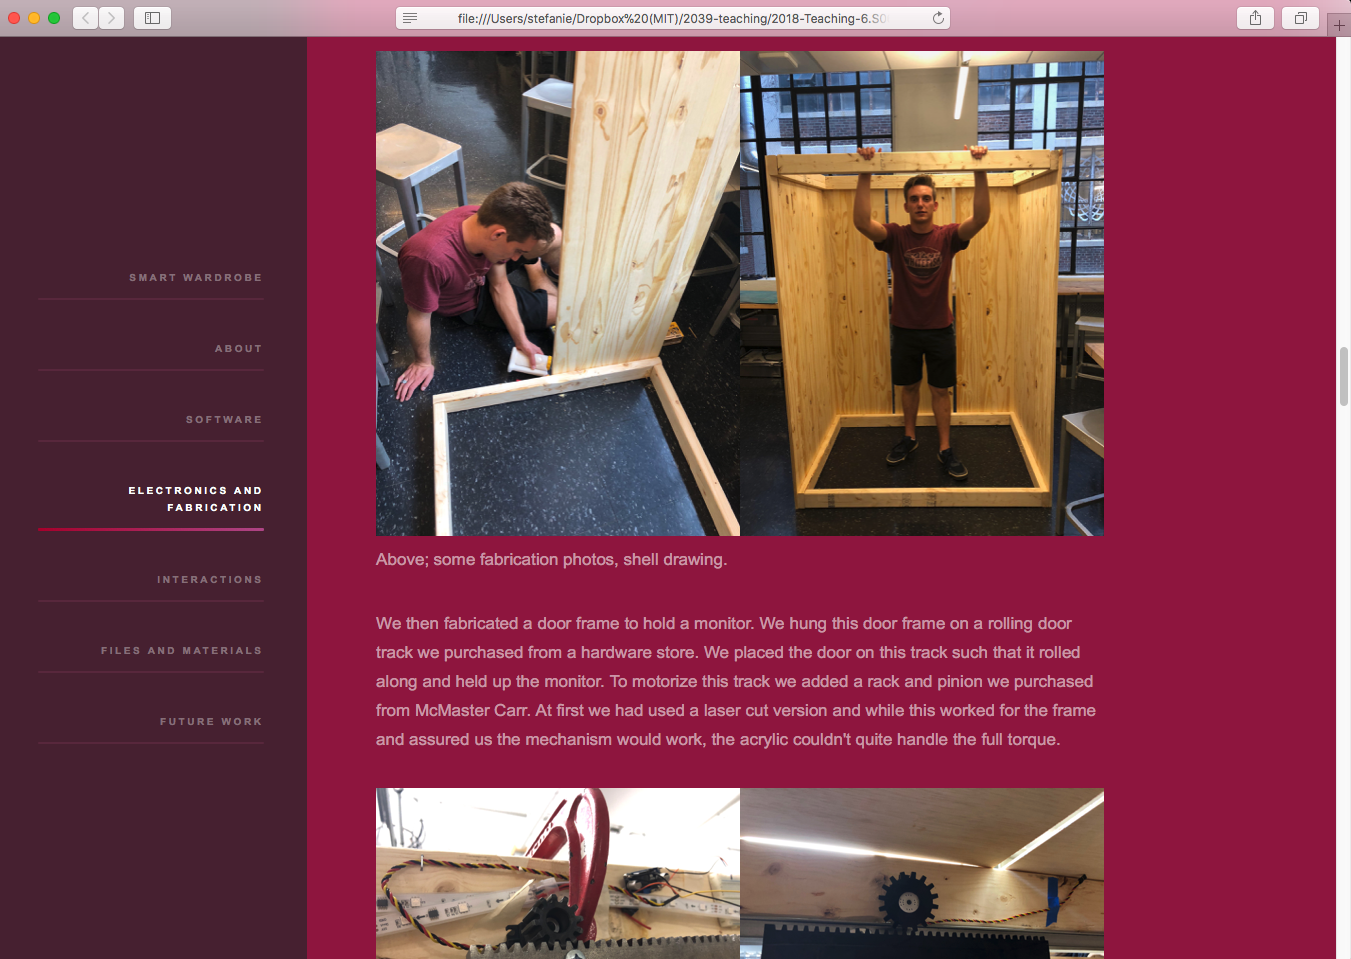 file:///Users/stefanie/Dropbox%20(MIT)/2039-teaching/2018-Teaching-6.S0
SMART WARDROBE
ABOUT
SOFTWARE
ELECTRONICS AND
FABRICATION
INTERACTIONS
FILES AND MATERIALS
FUTURE WORK
Above; some fabrication photos, shell drawing.
We then fabricated a door frame to hold a monitor. We hung this door frame on a rolling door
track we purchased from a hardware store. We placed the door on this track such that it rolled
along and held up the monitor. To motorize this track we added a rack and pinion we purchased
from McMaster Carr. At first we had used a laser cut version and while this worked for the frame
and assured us the mechanism would work, the acrylic couldn't quite handle the full torque.